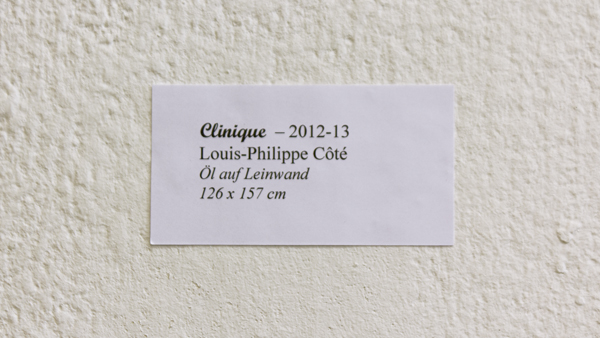 Clinique – 2012-13
Louis-Philippe Côté
Öl auf Leinwand
126 x 157 cm